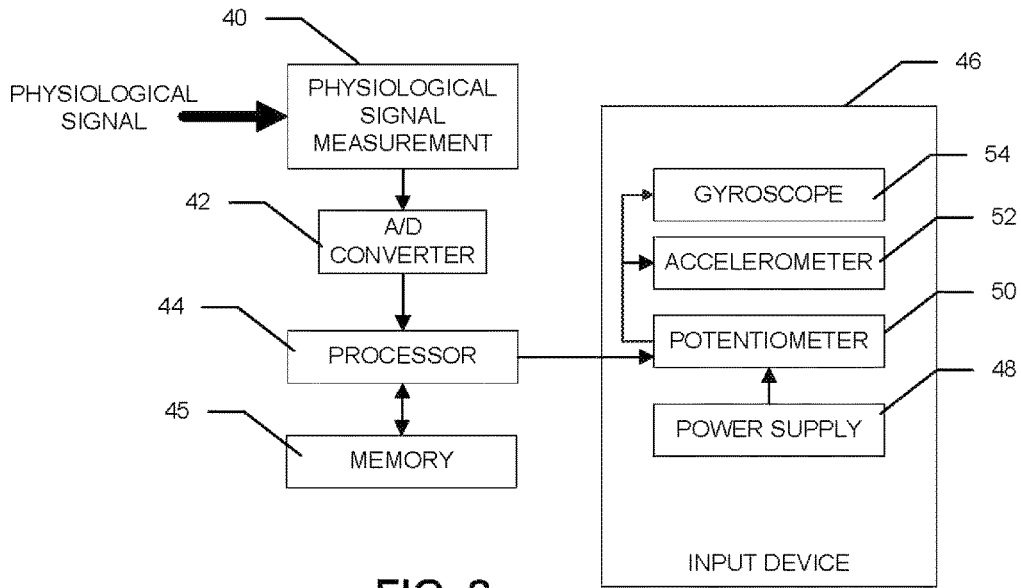 40
46
PHYSIOLOGICAL
SIGNAL
PHYSIOLOGICAL
SIGNAL
MEASUREMENT
54
GYROSCOPE
42
A/D
CONVERTER
52
ACCELEROMETER
50
44
PROCESSOR
POTENTIOMETER
48
45
MEMORY
POWER SUPPLY
INPUT DEVICE
FIG.